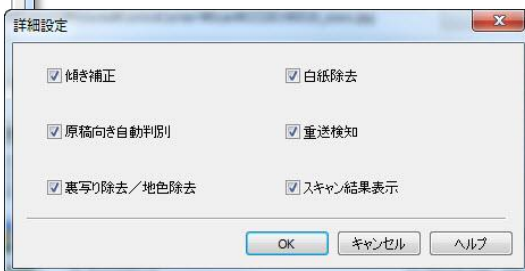 詳細設定
傾き補正 白紙除去
原稿向き自動判別 重送検知
裏写り除去／地色除去 スキャン結果表示
OK キャンセル ヘルプ